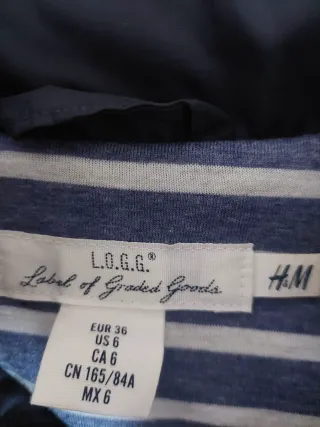 L.O.G.G.®
Label of Graded Goods
H&M
EUR 36
US 6
CA 6
CN 165/84A
MX 6